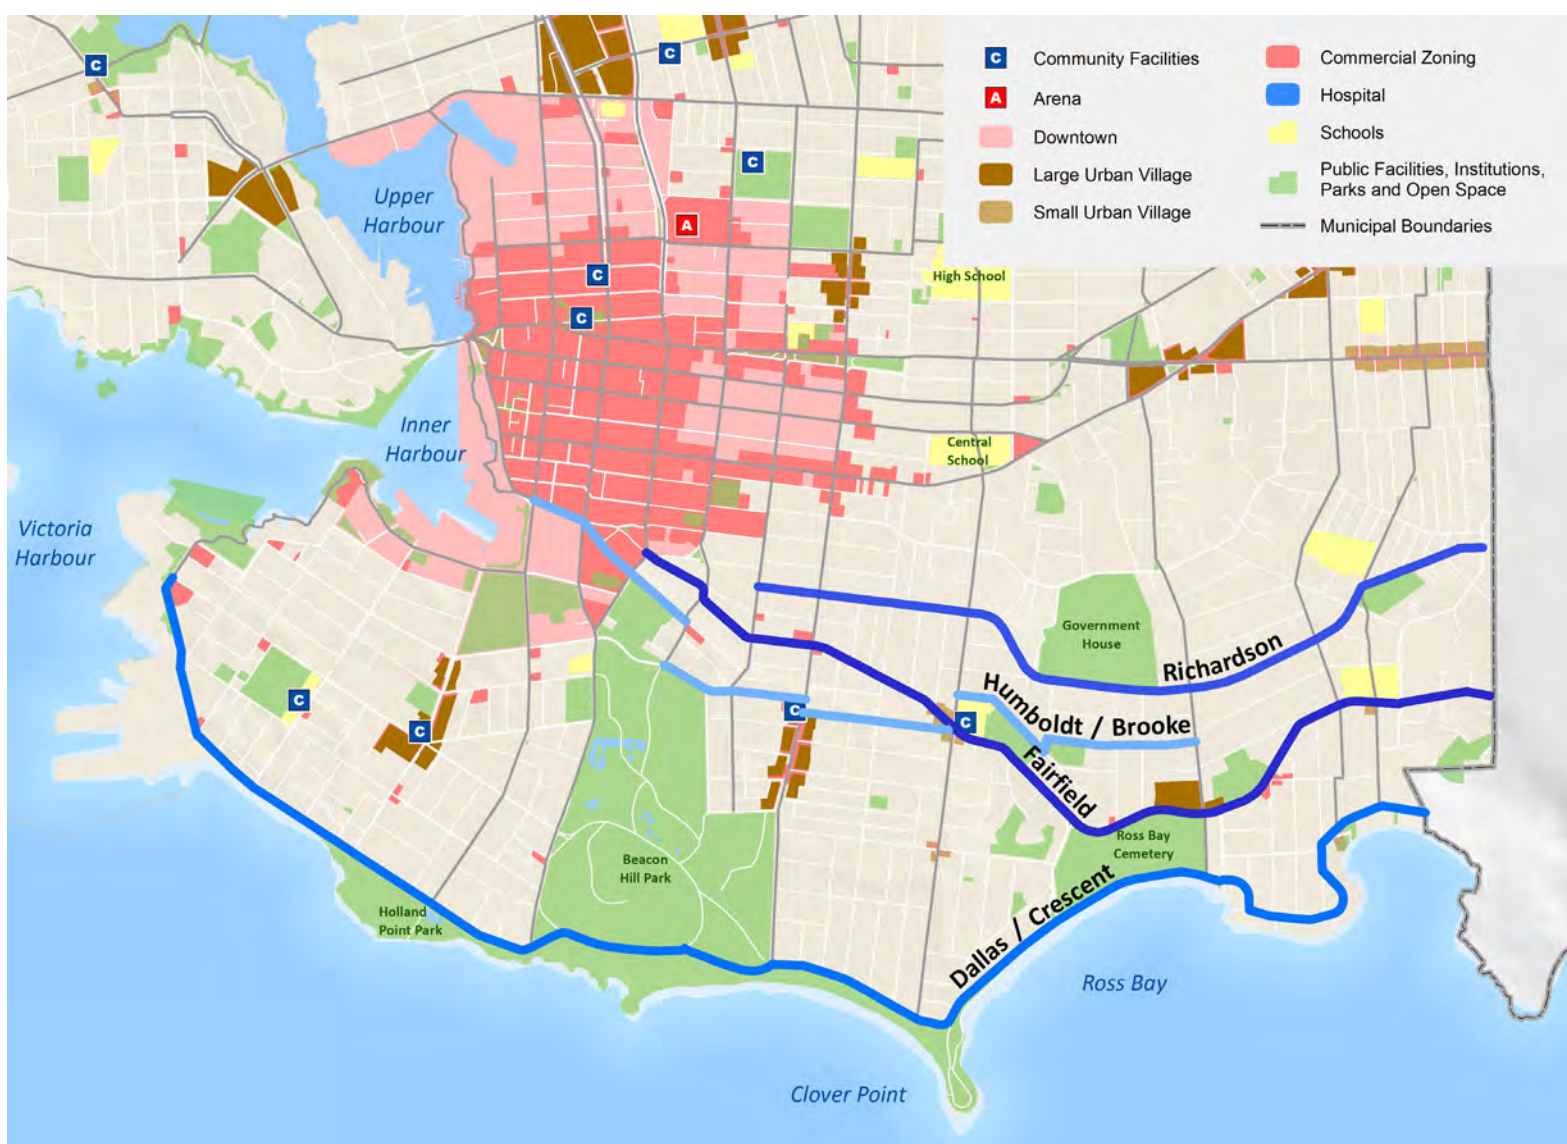 C Community Facilities
A Arena
Downtown
Large Urban Village
Small Urban Village
Commercial Zoning
Hospital
Schools
Public Facilities, Institutions,
Parks and Open Space
Municipal Boundaries
C
C
C
A
C
C
Upper
Harbour
High School
Inner
Harbour
Central
School
Victoria
Harbour
Government
House
Richardson
Humboldt / Brooke
C
C
C
C
Fairfield
Ross Bay
Cemetery
Beacon
Hill Park
Holland
Point Park
Dallas / Crescent
Ross Bay
Clover Point